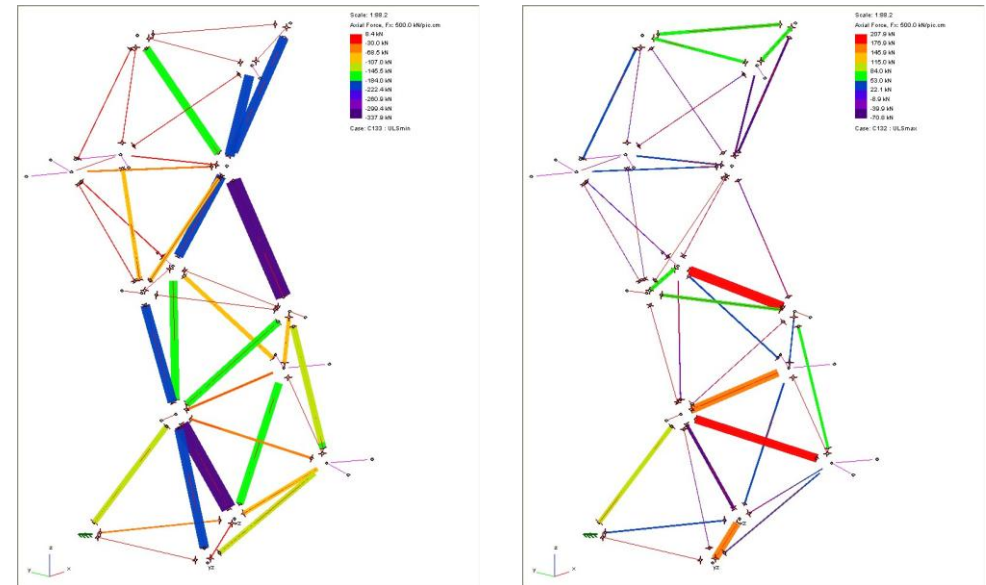 Scale: 1:88.2
Axial Force, Fx: 500.0 kN/pic.cm
8.4 kN
-30.0 kN
-68.5 kN
-107.0 kN
-145.5 kN
-184.0 kN
-222.4 kN
-260.9 kN
-299.4 kN
-337.9 kN
Case: C133 : ULSmin
z
y
x
Scale: 1:88.2
Axial Force, Fx: 500.0 kN/pic.cm
207.9 kN
176.9 kN
145.9 kN
115.0 kN
84.0 kN
53.0 kN
22.1 kN
-8.9 kN
-39.9 kN
-70.8 kN
Case: C132 : ULSmax
z
y
x